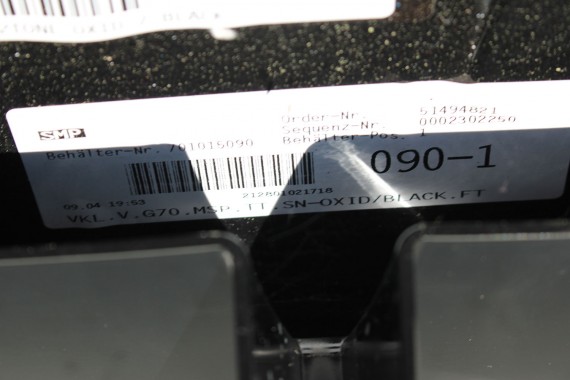 SMP
Order-Nr. 51494821
Sequenz-Nr. 0002302250
Behälter-Nr. 701015090
Behälter-Pos. 1
090-1
212801021718
09.04 19:53
VKL.V.G70.MSP.TT.SN-OXID/BLACK.FT